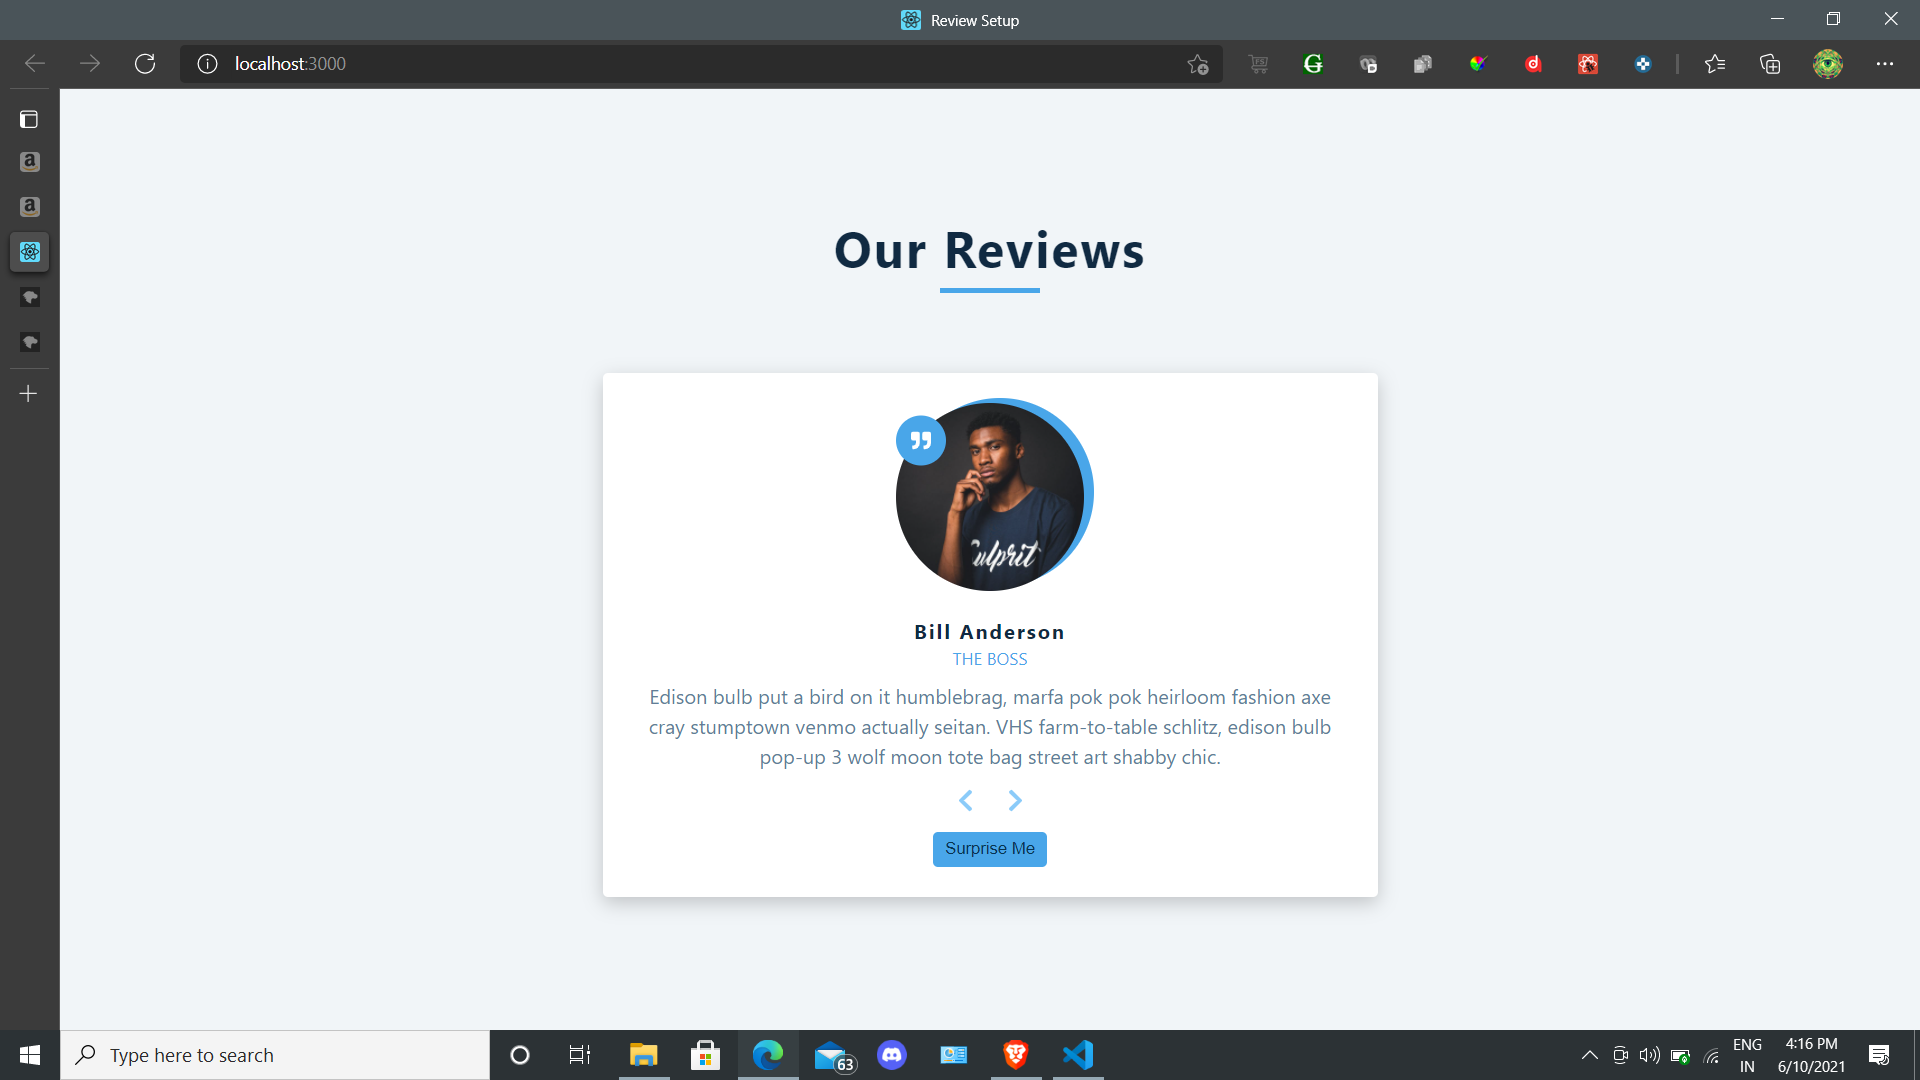 Review Setup
localhost:3000
Our Reviews
Culprit
Bill Anderson
THE BOSS
Edison bulb put a bird on it humblebrag, marfa pok pok heirloom fashion axe
cray stumptown venmo actually seitan. VHS farm-to-table schlitz, edison bulb
pop-up 3 wolf moon tote bag street art shabby chic.
Surprise Me
Type here to search
63
ENG
IN
4:16 PM
6/10/2021